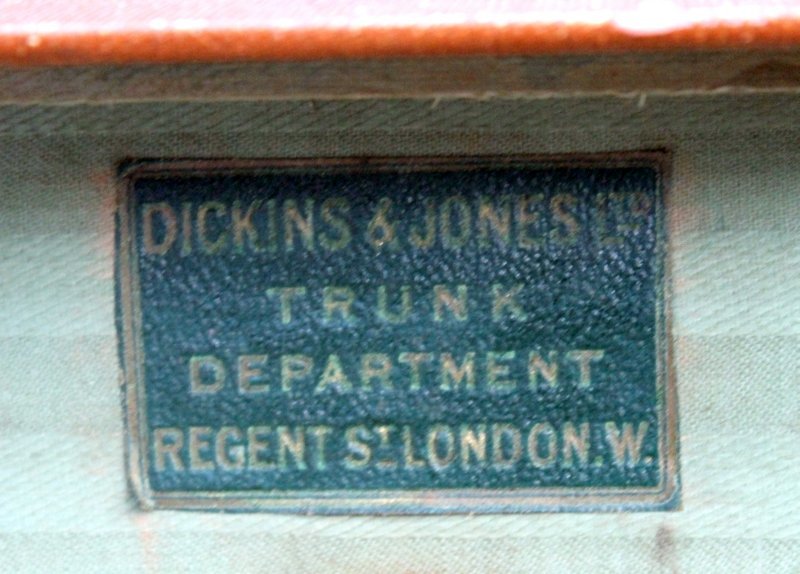 DICKINS & JONES LTD
TRUNK
DEPARTMENT
REGENT ST. LONDON. W.